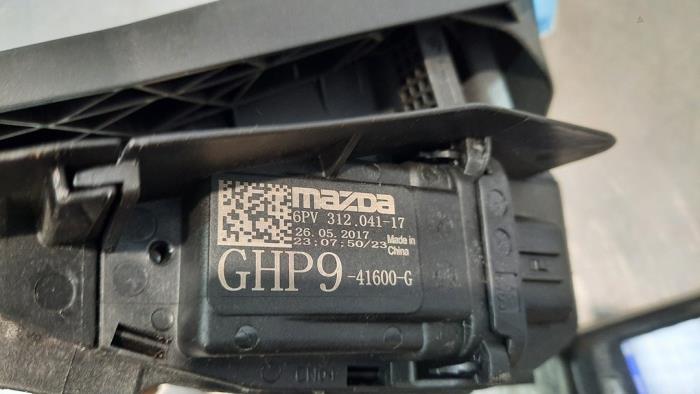 mazda
6PV 312.041-17
26.05.2017
23:07:50/23
Made in
China
GHP9 -41600-G